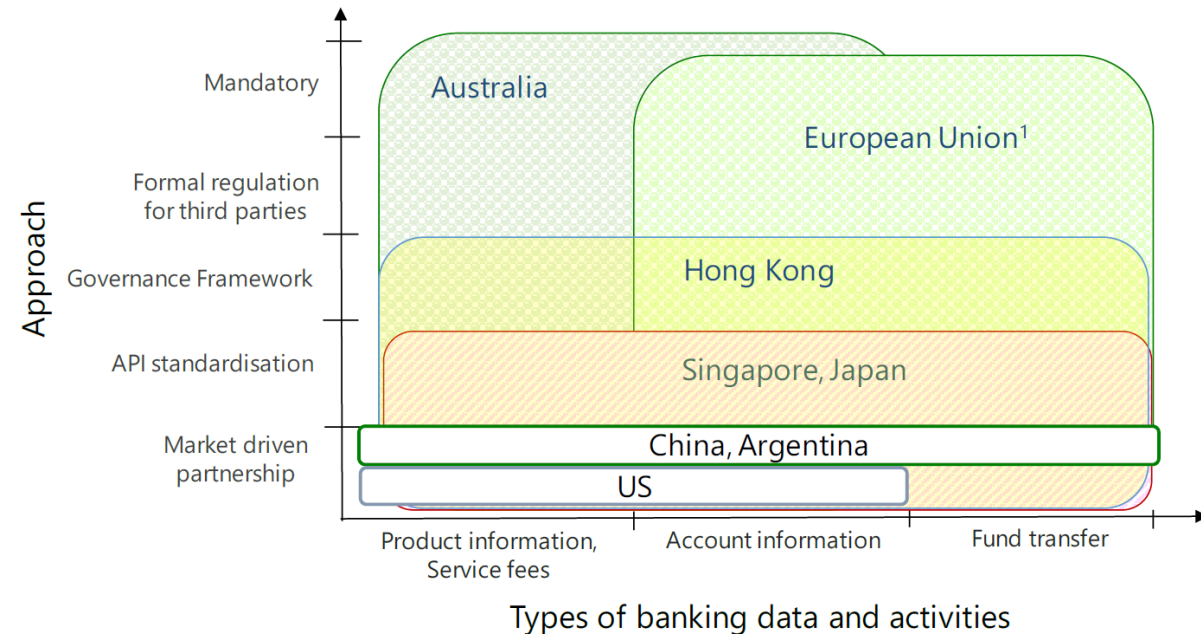 Approach
Mandatory
Formal regulation
for third parties
Governance Framework
API standardisation
Market driven
partnership
Australia
European Union¹
Hong Kong
Singapore, Japan
China, Argentina
US
Product information,
Service fees
Account information
Fund transfer
Types of banking data and activities